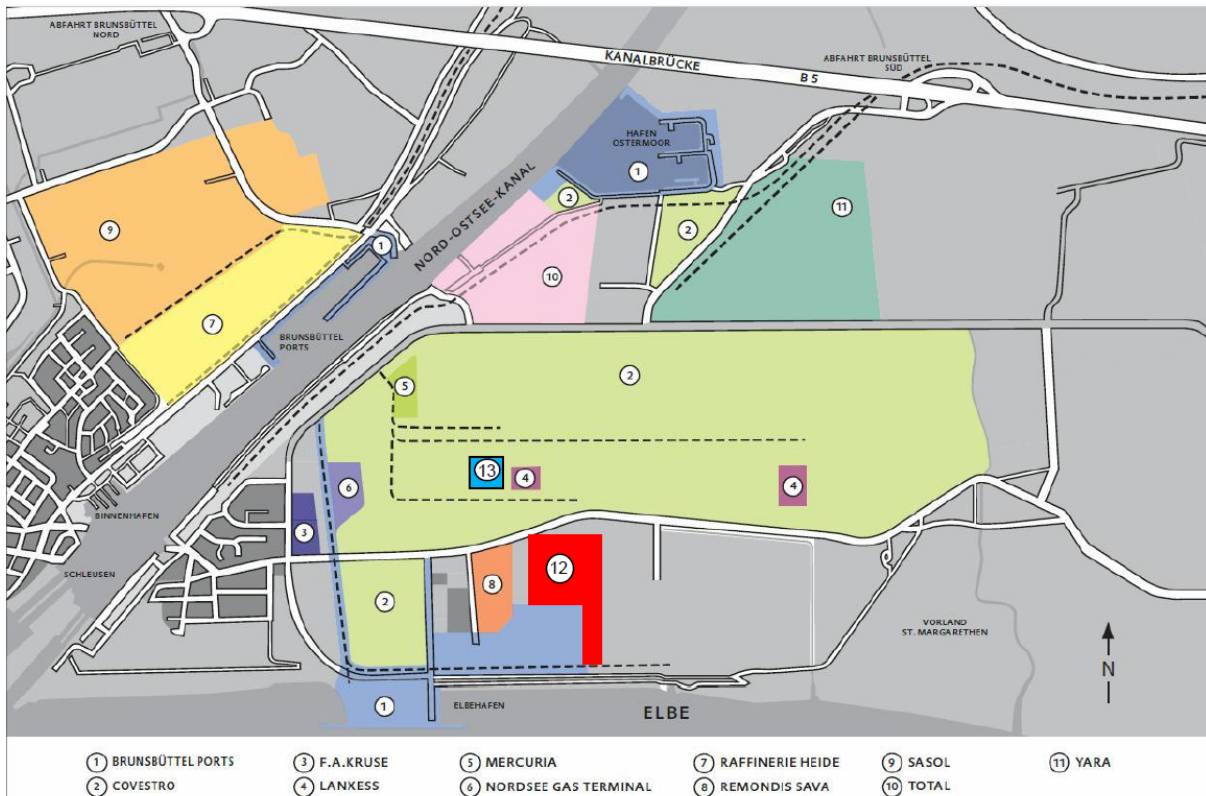 ABFAHRT BRUNSBÜTTEL
NORD
KANALBRÜCKE
B 5
ABFAHRT BRUNSBÜTTEL
SÜD
HAFEN
OSTERMOOR
1
2
2
11
9
1
NORD-OSTSEE-KANAL
10
7
BRUNSBÜTTEL
PORTS
5
2
13
4
4
6
BINNENHAFEN
3
12
SCHLEUSEN
8
2
VORLAND
ST. MARGARETHEN
N
1
ELBEHAFEN
ELBE
1 BRUNSBÜTTEL PORTS
2 COVESTRO
3 F.A.KRUSE
4 LANXESS
5 MERCURIA
6 NORDSEE GAS TERMINAL
7 RAFFINERIE HEIDE
8 REMONDIS SAVA
9 SASOL
10 TOTAL
11 YARA